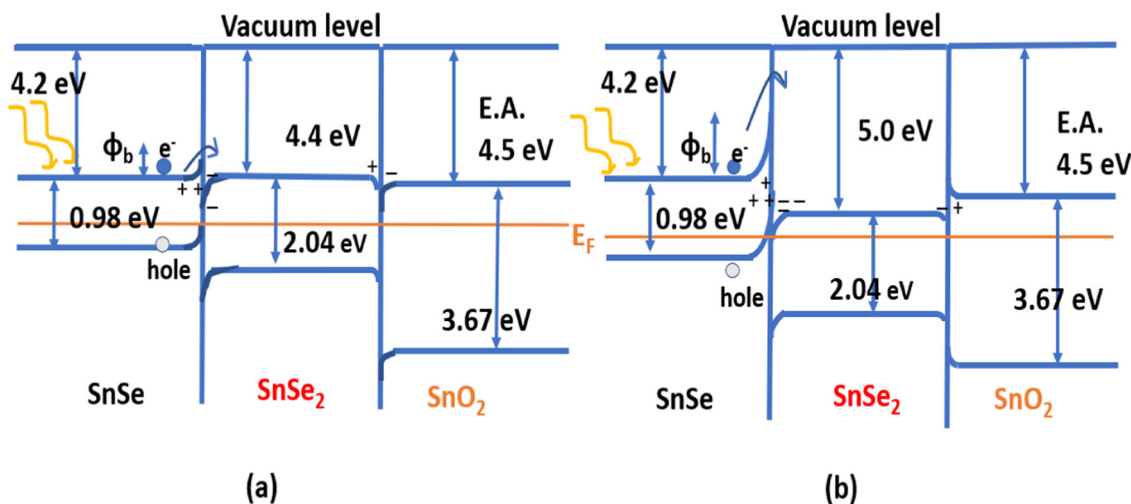 Vacuum level
4.2 eV
Φb
e-
4.4 eV
E.A.
4.5 eV
+
−
+ +
−
−
0.98 eV
2.04 eV
hole
3.67 eV
SnSe
SnSe2
SnO2
(a)
Vacuum level
4.2 eV
Φb
e-
5.0 eV
E.A.
4.5 eV
+
+ +
− −
− +
0.98 eV
EF
hole
2.04 eV
3.67 eV
SnSe
SnSe2
SnO2
(b)